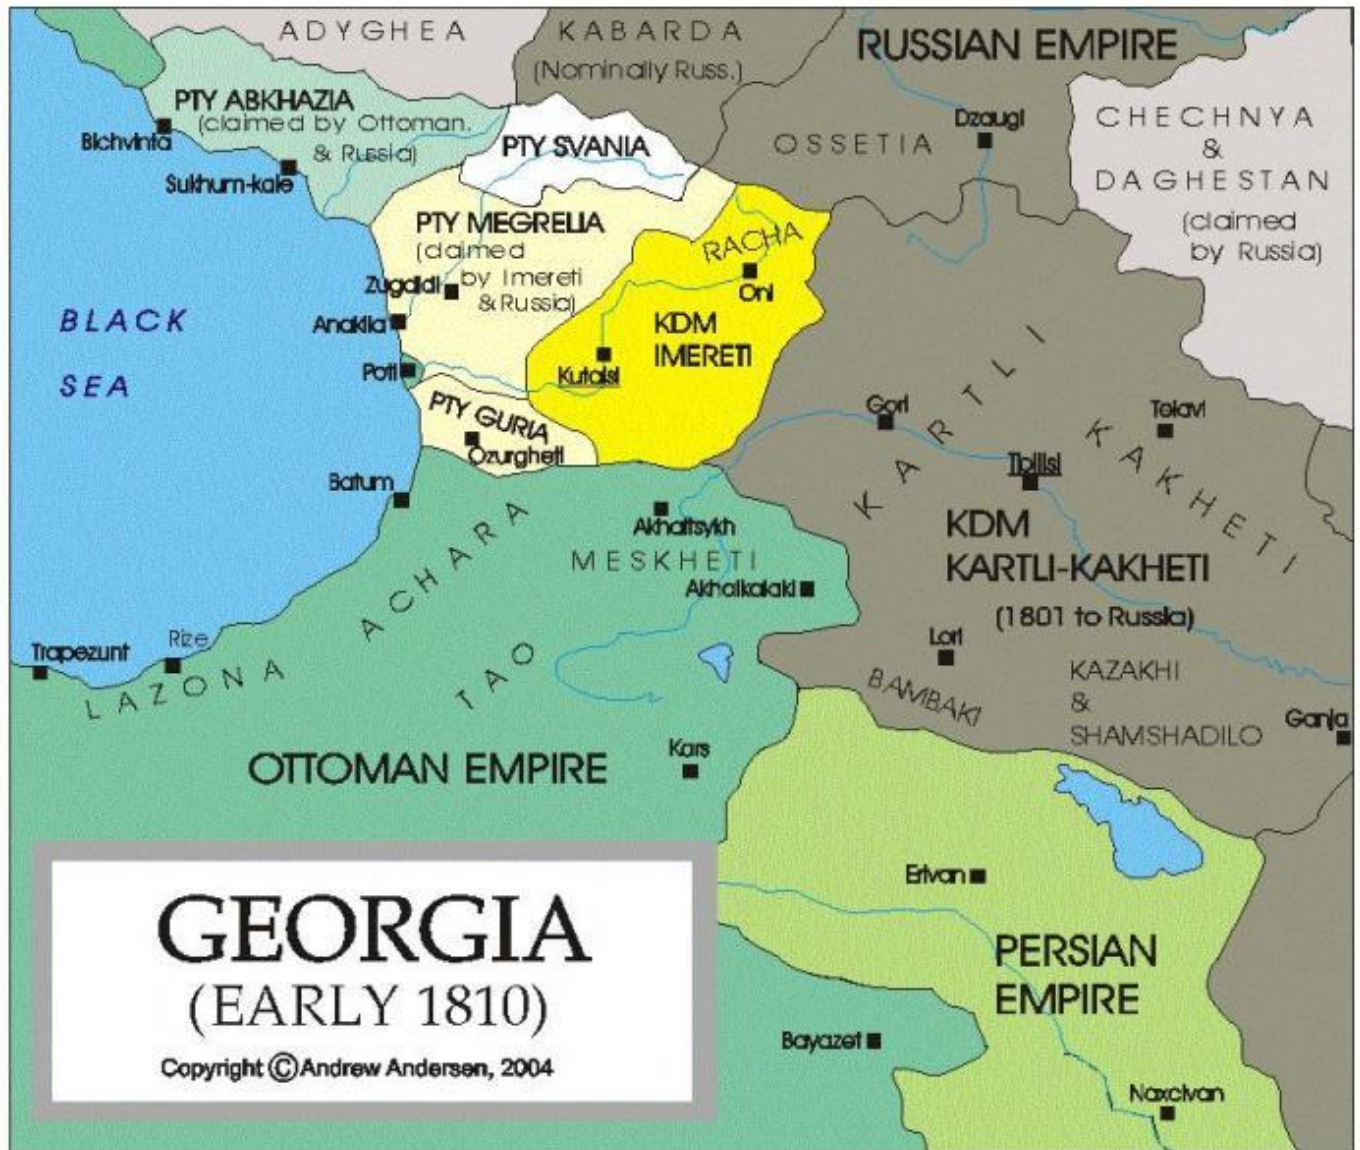 ADYGHEA
KABARDA
(Nominally Russ.)
RUSSIAN EMPIRE
PTY ABKHAZIA
(claimed by Ottoman.
& Russia)
Bichvinta
Sukhum-kale
PTY SVANIA
OSSETIA
Dzaugi
CHECHNYA
&
DAGHESTAN
(claimed
by Russia)
PTY MEGRELIA
(claimed
by Imereti
& Russia)
Zugdidi
Anaklia
Poti
RACHA
Oni
KDM
IMERETI
Kutaisi
BLACK
SEA
PTY GURIA
Ozurgheti
Batum
Gori
KARTLI
Telavi
KAKHETI
Tbilisi
KDM
KARTLI-KAKHETI
(1801 to Russia)
Akhaltsykh
MESKHETI
Akhalkalaki
ACHARA
TAO
LAZONA
Trapezunt
Rize
Lori
BAMBAKI
KAZAKHI
&
SHAMSHADILO
Ganja
OTTOMAN EMPIRE
Kars
Erivan
PERSIAN
EMPIRE
Bayazet
Naxcivan
GEORGIA
(EARLY 1810)
Copyright © Andrew Andersen, 2004